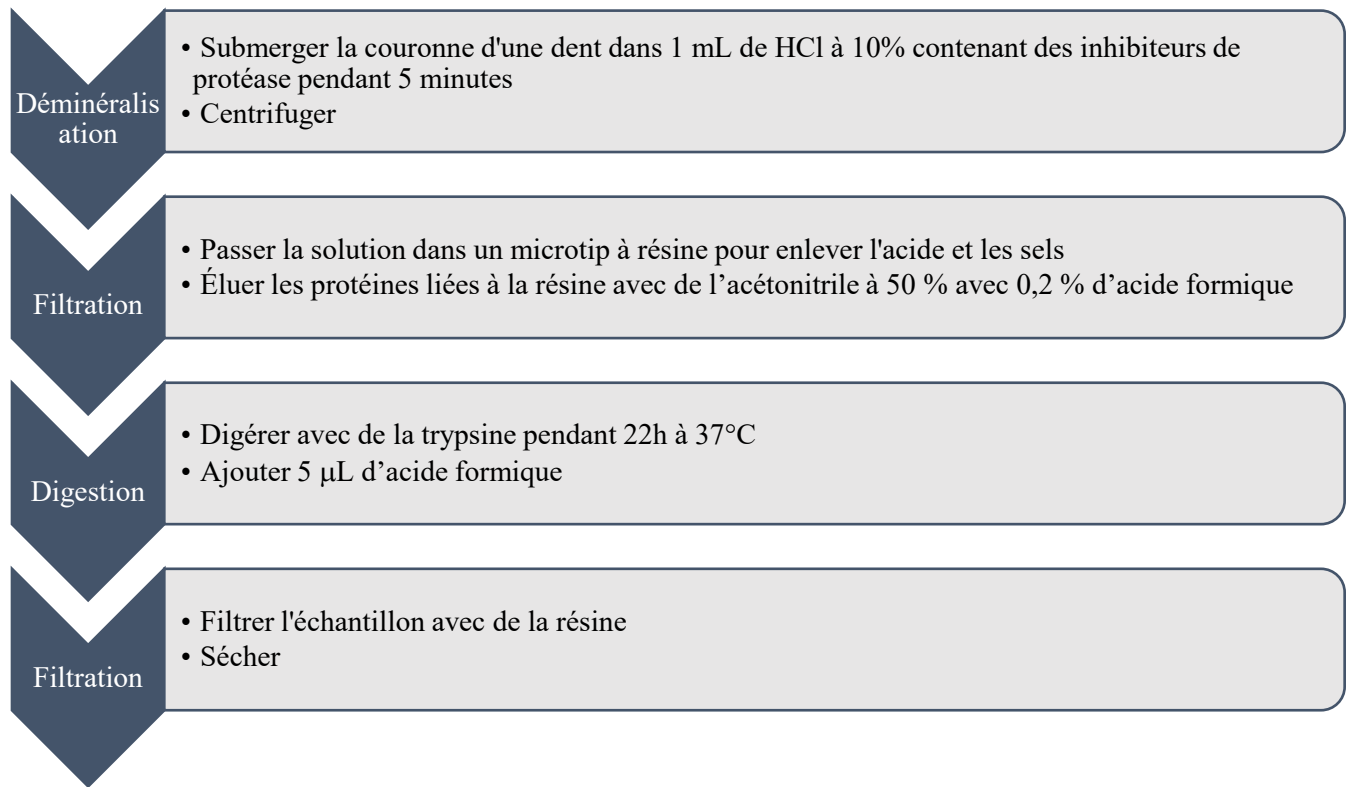 Déminéralis
ation
• Submerger la couronne d'une dent dans 1 mL de HCl à 10% contenant des inhibiteurs de
protéase pendant 5 minutes
• Centrifuger
Filtration
• Passer la solution dans un microtip à résine pour enlever l'acide et les sels
• Éluer les protéines liées à la résine avec de l’acétonitrile à 50 % avec 0,2 % d’acide formique
Digestion
• Digérer avec de la trypsine pendant 22h à 37°C
• Ajouter 5 µL d’acide formique
Filtration
• Filtrer l'échantillon avec de la résine
• Sécher